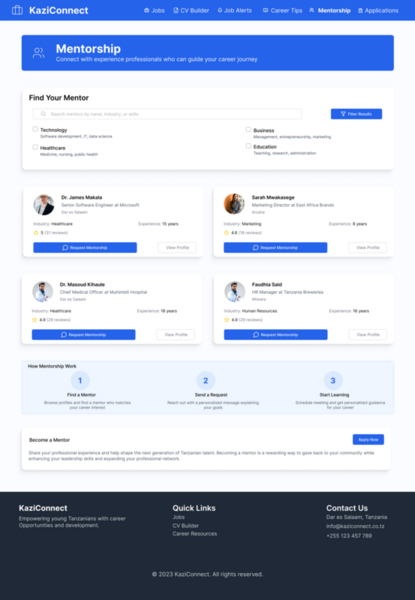 KaziConnect
Jobs
CV Builder
Job Alerts
Career Tips
Mentorship
Applications
Mentorship
Connect with experience professionals who can guide your career journey
Find Your Mentor
Search mentors by name, industry, or skills
Filter Results
Technology
Software development, IT, data science
Business
Management, entrepreneurship, marketing
Healthcare
Medicine, nursing, public health
Education
Teaching, research, administration
Dr. James Makala
Senior Software Engineer at Microsoft
Dar es Salaam
Industry: Healthcare
Experience: 15 years
5 (31 reviews)
Request Mentorship
View Profile
Sarah Mwakasege
Marketing Director at East Africa Brands
Arusha
Industry: Marketing
Experience: 8 years
4.8 (18 reviews)
Request Mentorship
View Profile
Dr. Masoud Kihaule
Chief Medical Officer at Muhimbili Hospital
Dar es Salaam
Industry: Healthcare
Experience: 18 years
4.9 (29 reviews)
Request Mentorship
View Profile
Faudhia Said
HR Manager at Tanzania Breweries
Mbeara
Industry: Human Resources
Experience: 16 years
4.9 (29 reviews)
Request Mentorship
View Profile
How Mentorship Work
1
Find a Mentor
Browse profiles and find a mentor who matches
your career interest
2
Send a Request
Reach out with a personalized message explaining
your goals
3
Start Learning
Schedule meeting and get personalized guidance
for your career
Become a Mentor
Apply Now
Share your professional experience and help shape the next generation of Tanzanian talent. Becoming a mentor is a rewarding way to gave back to your community while
enhancing your leadership skills and expanding your professional network.
KaziConnect
Empowering young Tanzanians with career
Opportunities and development.
Quick Links
Jobs
CV Builder
Career Resources
Contact Us
Dar es Salaam, Tanzania
info@kaziconnect.co.tz
+255 123 457 789
© 2023 KaziConnect. All rights reserved.